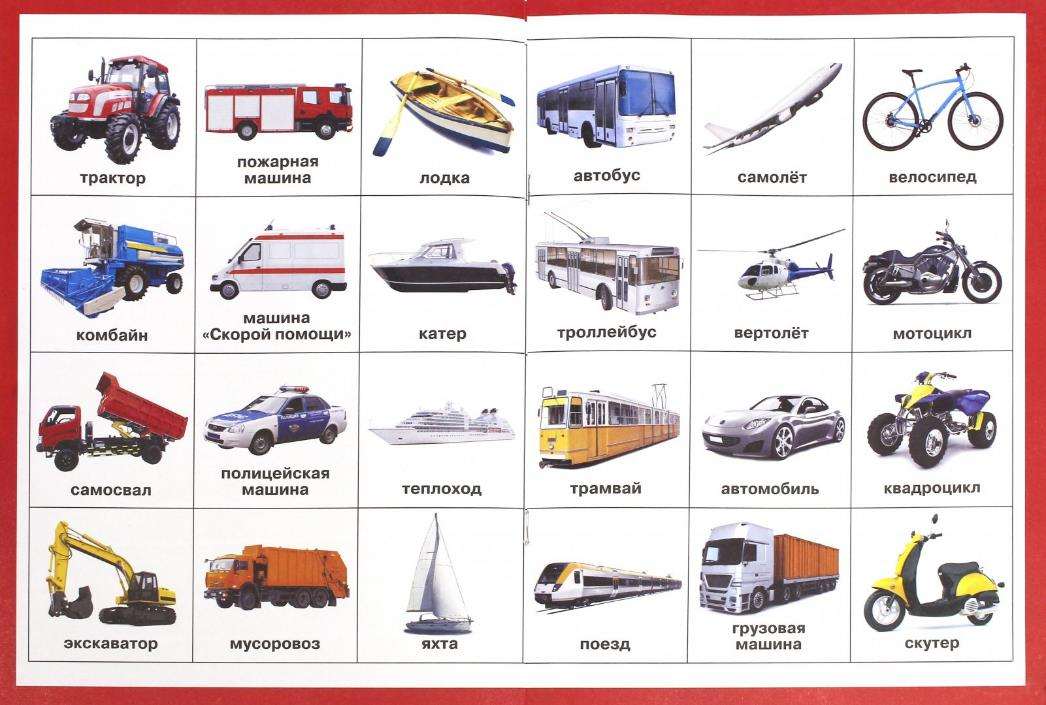 трактор
пожарная
машина
лодка
автобус
самолёт
велосипед
комбайн
машина
«Скорой помощи»
катер
троллейбус
вертолёт
мотоцикл
самосвал
полицейская
машина
теплоход
трамвай
автомобиль
квадроцикл
экскаватор
мусоровоз
яхта
поезд
грузовая
машина
скутер